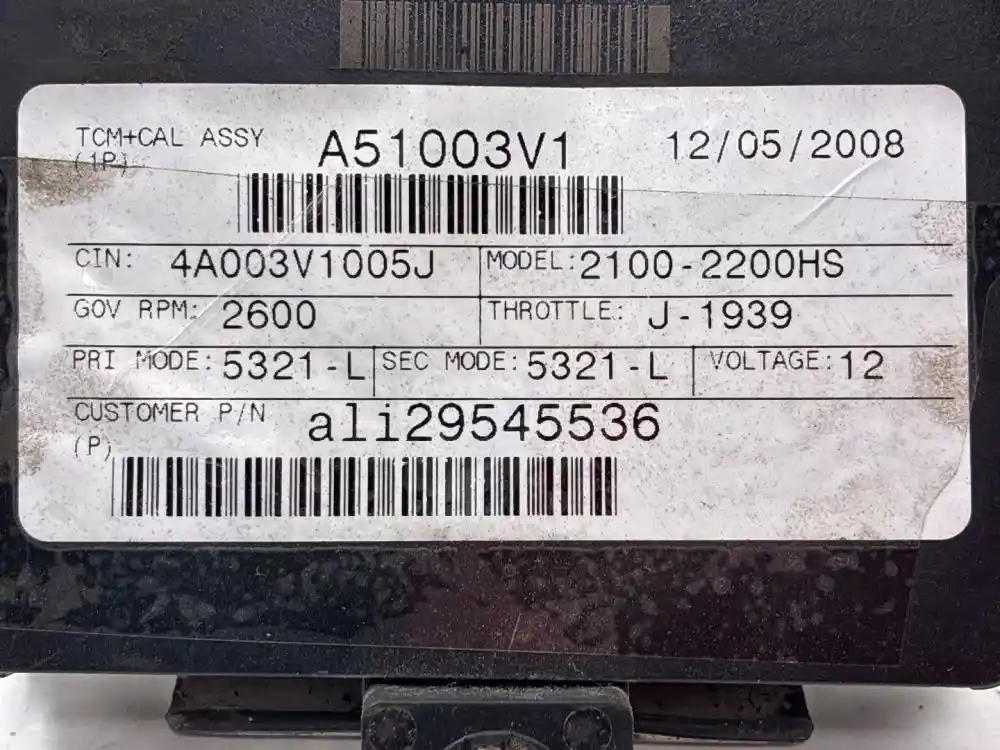 TCM+CAL ASSY A51003V1 12/05/2008
(1P)
CIN: 4A003V1005J MODEL: 2100-2200HS
GOV RPM: 2600 THROTTLE: J-1939
PRI MODE: 5321-L SEC MODE: 5321-L VOLTAGE: 12
CUSTOMER P/N ali29545536
(P)